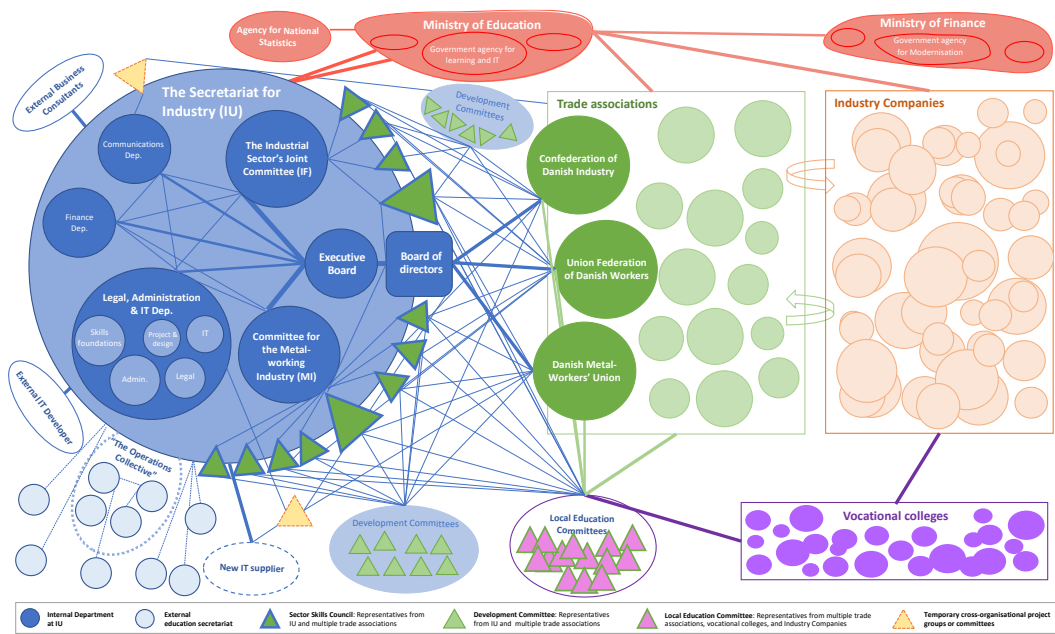 Agency for National
Statistics
Ministry of Education
Government agency for
learning and IT
Ministry of Finance
Government agency
for Modernisation
External Business
Consultants
The Secretariat for
Industry (IU)
Development
Committees
Trade associations
Industry Companies
Communications
Dep.
The Industrial
Sector's Joint
Committee (IF)
Confederation of
Danish Industry
Finance
Dep.
Executive
Board
Board of
directors
Union Federation
of Danish Workers
Legal, Administration
& IT Dep.
Skills
foundations
Project &
design
IT
Admin.
Legal
Committee for
the Metal-
working
Industry (MI)
Danish Metal-
Workers' Union
External IT Developer
"The Operations
Collective"
Development Committees
Local Education
Committees
Vocational colleges
New IT supplier
Internal Department
at IU
External
education secretariat
Sector Skills Council: Representatives from
IU and multiple trade associations
Development Committee: Representatives
from IU and multiple trade associations
Local Education Committee: Representatives from multiple trade
associations, vocational colleges, and Industry Companies
Temporary cross-organisational project
groups or committees